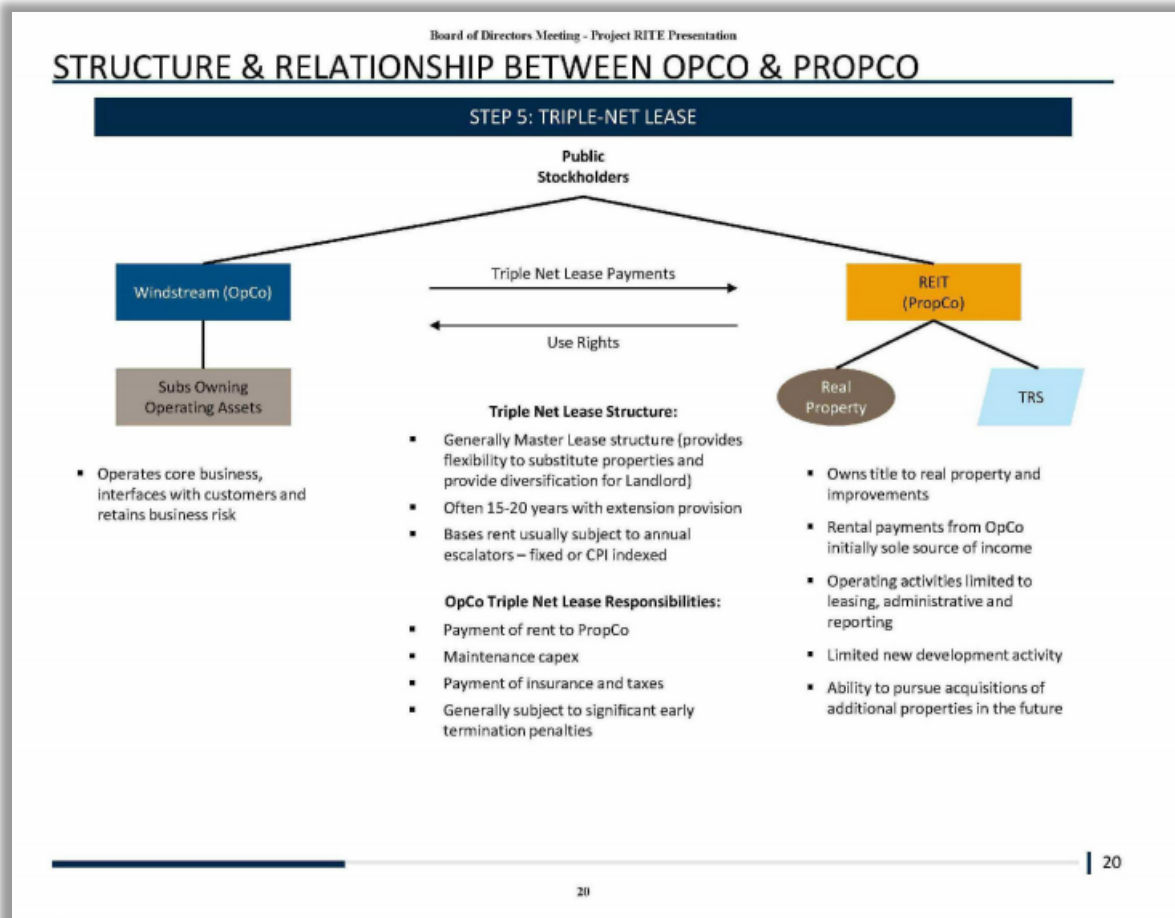 Board of Directors Meeting - Project RITE Presentation
STRUCTURE & RELATIONSHIP BETWEEN OPCO & PROPCO
STEP 5: TRIPLE-NET LEASE
Public
Stockholders
Windstream (OpCo)
Triple Net Lease Payments
REIT
(PropCo)
Use Rights
Subs Owning
Operating Assets
Real
Property
TRS
▪ Operates core business,
interfaces with customers and
retains business risk
Triple Net Lease Structure:
▪ Generally Master Lease structure (provides
flexibility to substitute properties and
provide diversification for Landlord)
▪ Often 15-20 years with extension provision
▪ Bases rent usually subject to annual
escalators – fixed or CPI indexed
OpCo Triple Net Lease Responsibilities:
▪ Payment of rent to PropCo
▪ Maintenance capex
▪ Payment of insurance and taxes
▪ Generally subject to significant early
termination penalties
▪ Owns title to real property and
improvements
▪ Rental payments from OpCo
initially sole source of income
▪ Operating activities limited to
leasing, administrative and
reporting
▪ Limited new development activity
▪ Ability to pursue acquisitions of
additional properties in the future
20
20